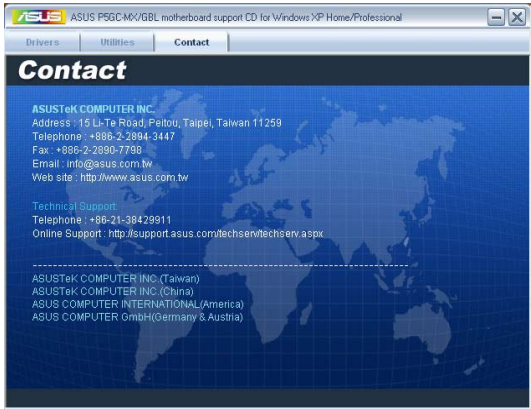 ASUS ASUS P5GC-MX/GBL motherboard support CD for Windows XP Home/Professional
Drivers Utilities Contact
Contact
ASUSTeK COMPUTER INC.
Address : 15 Li-Te Road, Peitou, Taipei, Taiwan 11259
Telephone : +886-2-2894-3447
Fax : +886-2-2890-7798
Email : info@asus.com.tw
Web site : http://www.asus.com.tw
Technical Support:
Telephone : +86-21-38429911
Online Support : http://support.asus.com/techserv/techserv.aspx
ASUSTeK COMPUTER INC.(Taiwan)
ASUSTeK COMPUTER INC.(China)
ASUS COMPUTER INTERNATIONAL(America)
ASUS COMPUTER GmbH(Germany & Austria)